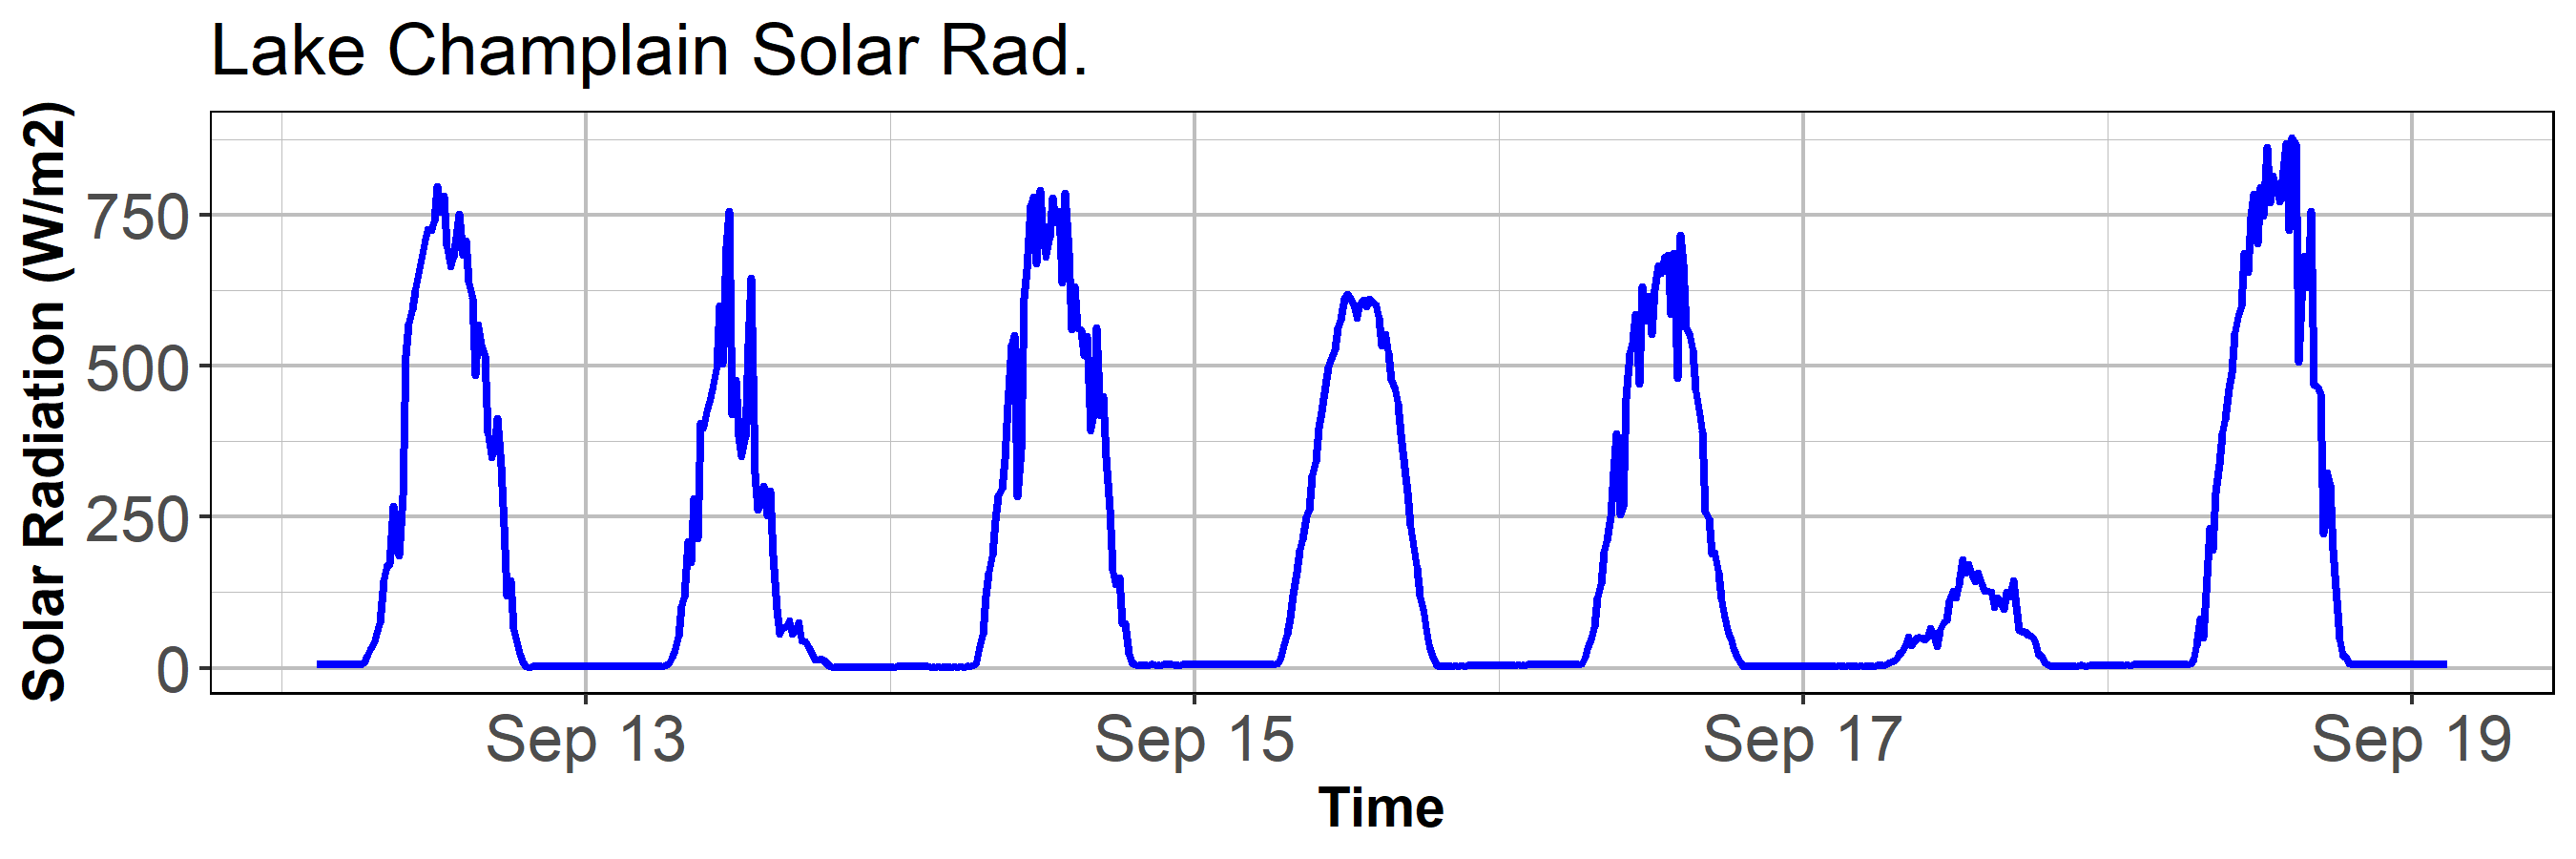 Lake Champlain Solar Rad.
Solar Radiation (W/m2)
750
500
250
0
Sep 13 Sep 15 Sep 17 Sep 19
Time